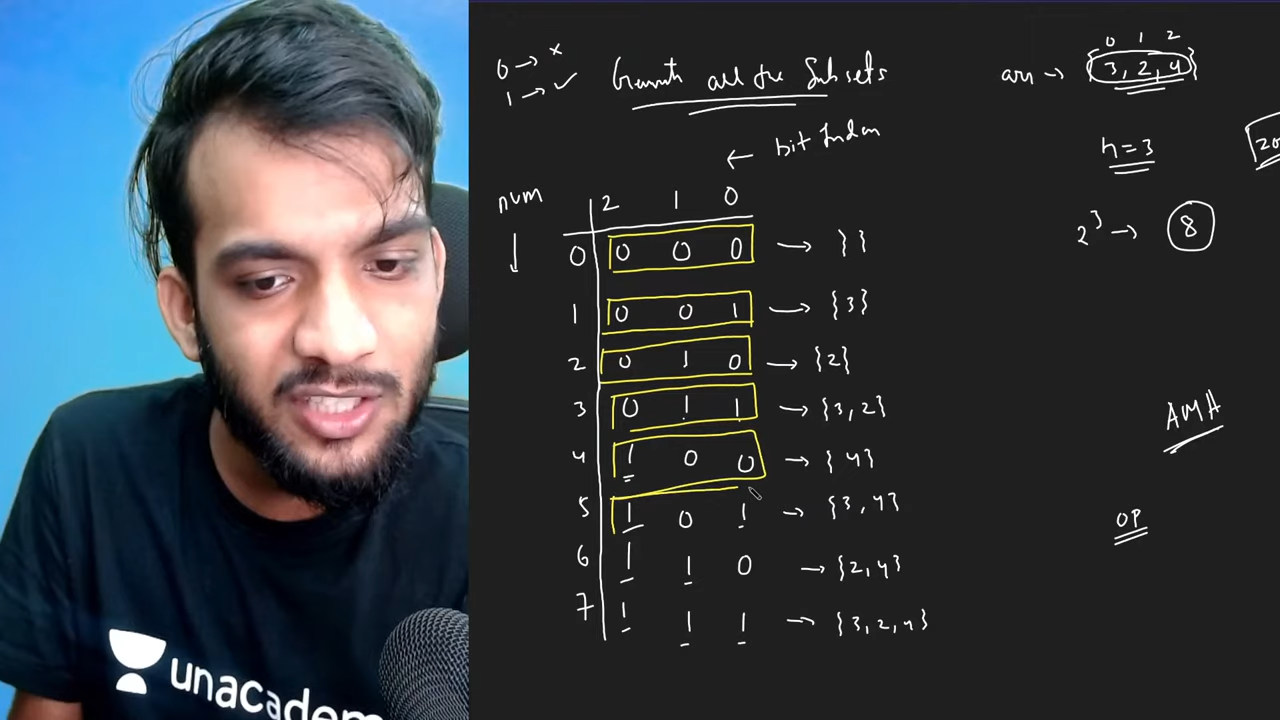 0 → ×
1 → ✓
Generate all the Subsets
0 1 2
arr → {3, 2, 4}
n = 3
2³ → 8
← bit Index
num
2 1 0
0 0 0 0 → { }
1 0 0 1 → {3}
2 0 1 0 → {2}
3 0 1 1 → {3, 2}
4 1 0 0 → {4}
5 1 0 1 → {3, 4}
6 1 1 0 → {2, 4}
7 1 1 1 → {3, 2, 4}
AMA
OP
unacadem